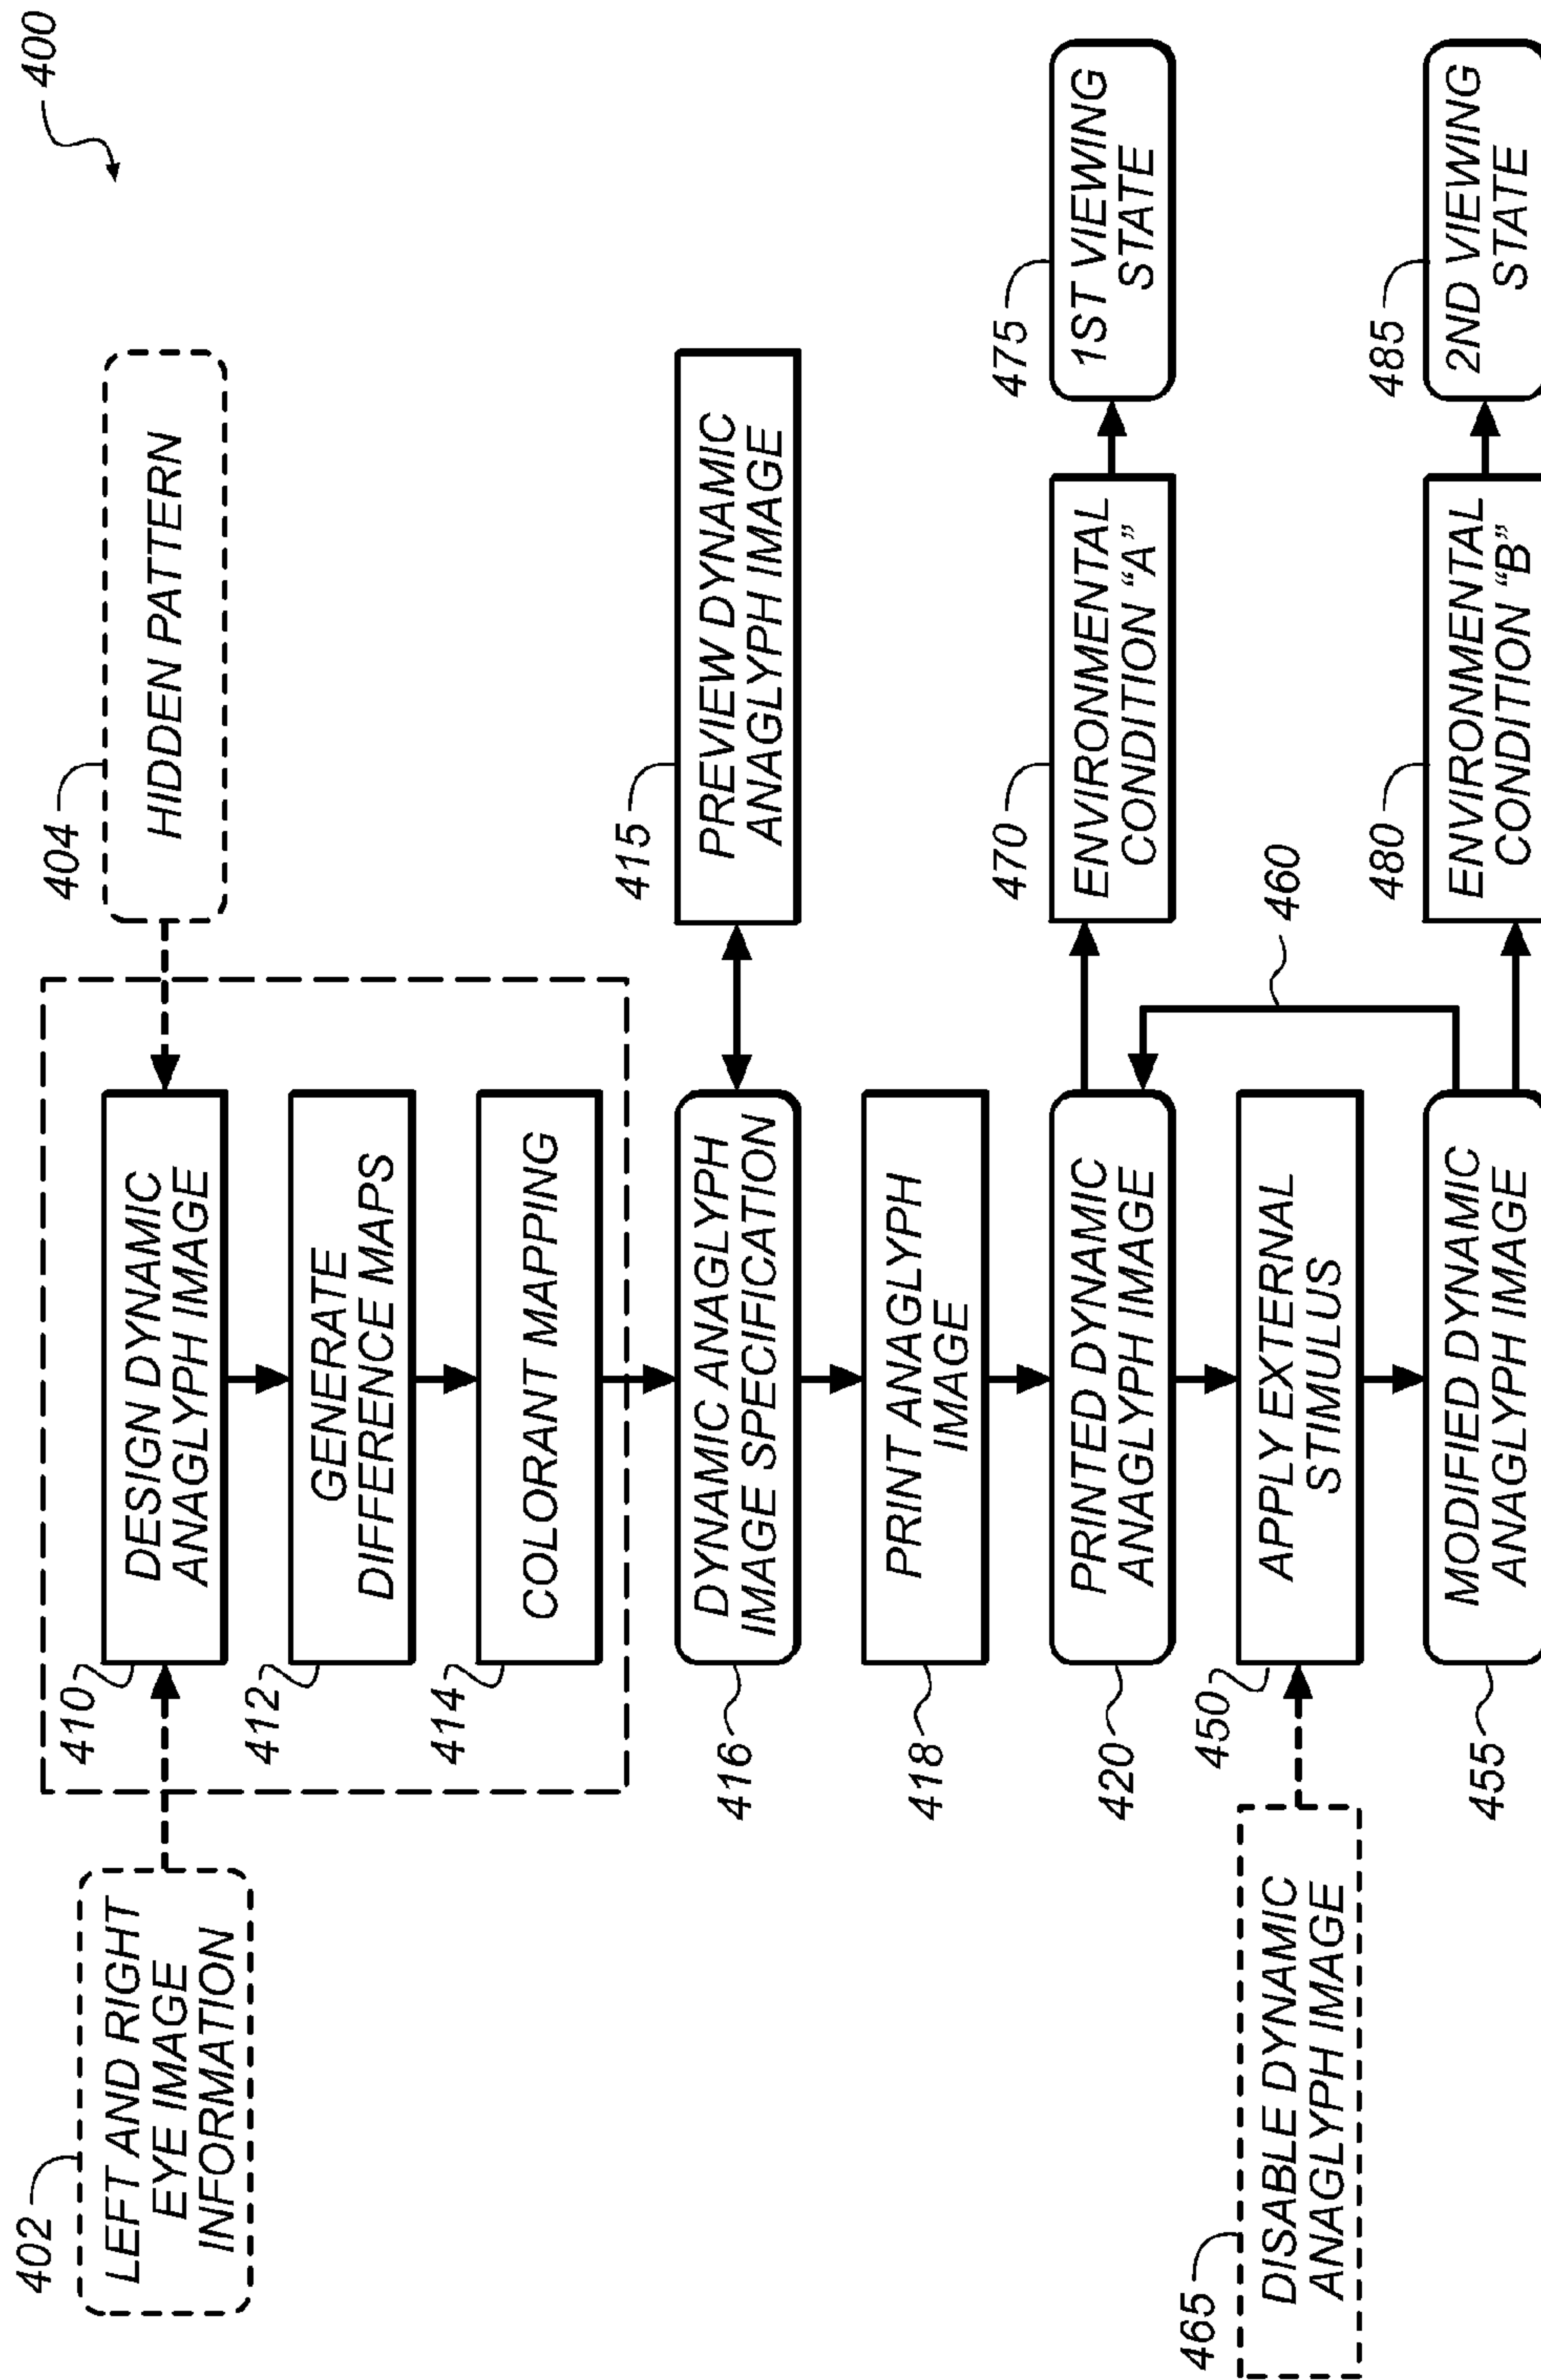 400
402
LEFT AND RIGHT
EYE IMAGE
INFORMATION
404
HIDDEN PATTERN
410
DESIGN DYNAMIC
ANAGLYPH IMAGE
412
GENERATE
DIFFERENCE MAPS
414
COLORANT MAPPING
416
DYNAMIC ANAGLYPH
IMAGE SPECIFICATION
415
PREVIEW DYNAMIC
ANAGLYPH IMAGE
418
PRINT ANAGLYPH
IMAGE
420
PRINTED DYNAMIC
ANAGLYPH IMAGE
470
ENVIRONMENTAL
CONDITION “A”
475
1ST VIEWING
STATE
465
DISABLE DYNAMIC
ANAGLYPH IMAGE
450
APPLY EXTERNAL
STIMULUS
460
455
MODIFIED DYNAMIC
ANAGLYPH IMAGE
480
ENVIRONMENTAL
CONDITION “B”
485
2ND VIEWING
STATE